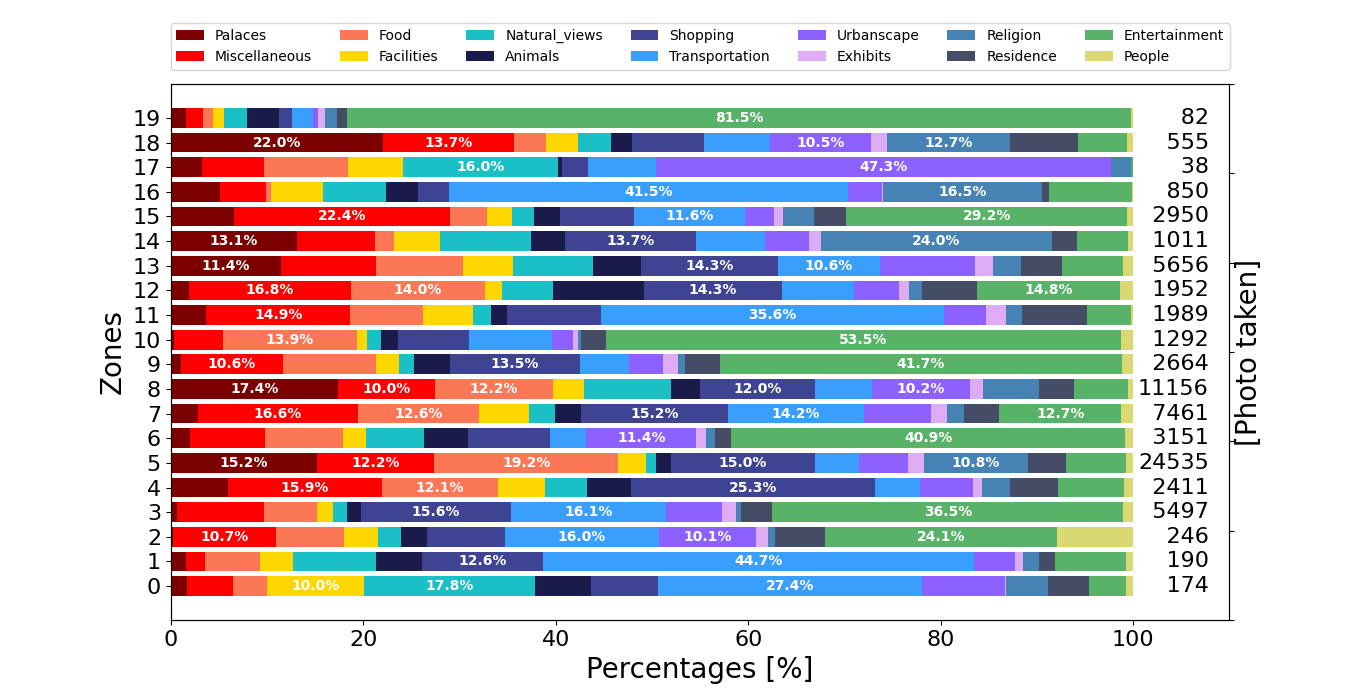 Palaces Food Natural_views Shopping Urbanscape Religion Entertainment
Miscellaneous Facilities Animals Transportation Exhibits Residence People
19 81.5% 82
18 22.0% 13.7% 10.5% 12.7% 555
17 16.0% 47.3% 38
16 41.5% 16.5% 850
15 22.4% 11.6% 29.2% 2950
14 13.1% 13.7% 24.0% 1011
13 11.4% 14.3% 10.6% 5656
12 16.8% 14.0% 14.3% 14.8% 1952
11 14.9% 35.6% 1989
10 13.9% 53.5% 1292
9 10.6% 13.5% 41.7% 2664
8 17.4% 10.0% 12.2% 12.0% 10.2% 11156
7 16.6% 12.6% 15.2% 14.2% 12.7% 7461
6 11.4% 40.9% 3151
5 15.2% 12.2% 19.2% 15.0% 10.8% 24535
4 15.9% 12.1% 25.3% 2411
3 15.6% 16.1% 36.5% 5497
2 10.7% 16.0% 10.1% 24.1% 246
1 12.6% 44.7% 190
0 10.0% 17.8% 27.4% 174
0 20 40 60 80 100
Percentages [%]
Zones
[Photo taken]